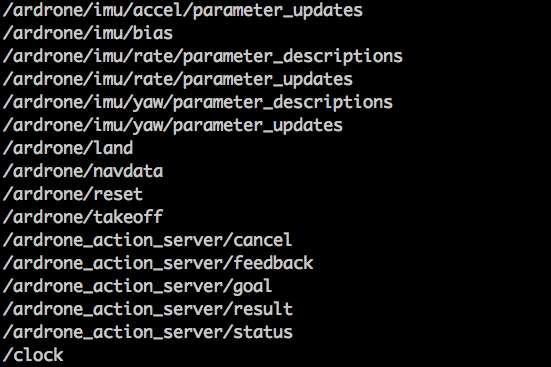 /ardrone/imu/accel/parameter_updates
/ardrone/imu/bias
/ardrone/imu/rate/parameter_descriptions
/ardrone/imu/rate/parameter_updates
/ardrone/imu/yaw/parameter_descriptions
/ardrone/imu/yaw/parameter_updates
/ardrone/land
/ardrone/navdata
/ardrone/reset
/ardrone/takeoff
/ardrone_action_server/cancel
/ardrone_action_server/feedback
/ardrone_action_server/goal
/ardrone_action_server/result
/ardrone_action_server/status
/clock